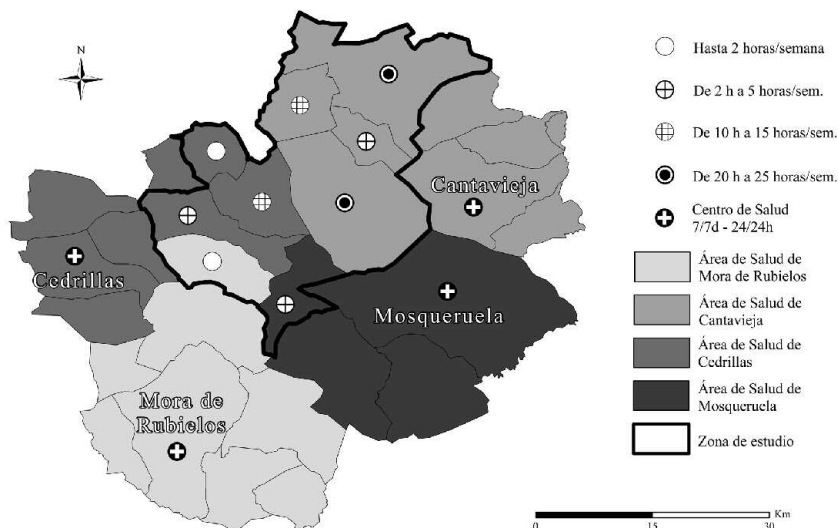 N
Cedrillas
Cantavieja
Mosqueruela
Mora de
Rubielos
Hasta 2 horas/semana
De 2 h a 5 horas/sem.
De 10 h a 15 horas/sem.
De 20 h a 25 horas/sem.
Centro de Salud
7/7d - 24/24h
Área de Salud de
Mora de Rubielos
Área de Salud de
Cantavieja
Área de Salud de
Cedrillas
Área de Salud de
Mosqueruela
Zona de estudio
Km
0 15 30